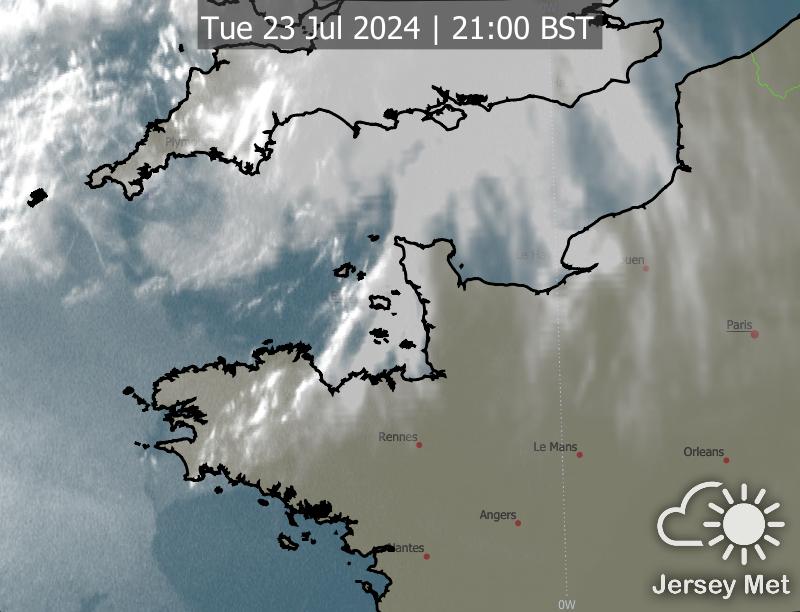 Tue 23 Jul 2024 | 21:00 BST
Paris
Rennes
Le Mans
Orleans
Angers
Jersey Met
0W